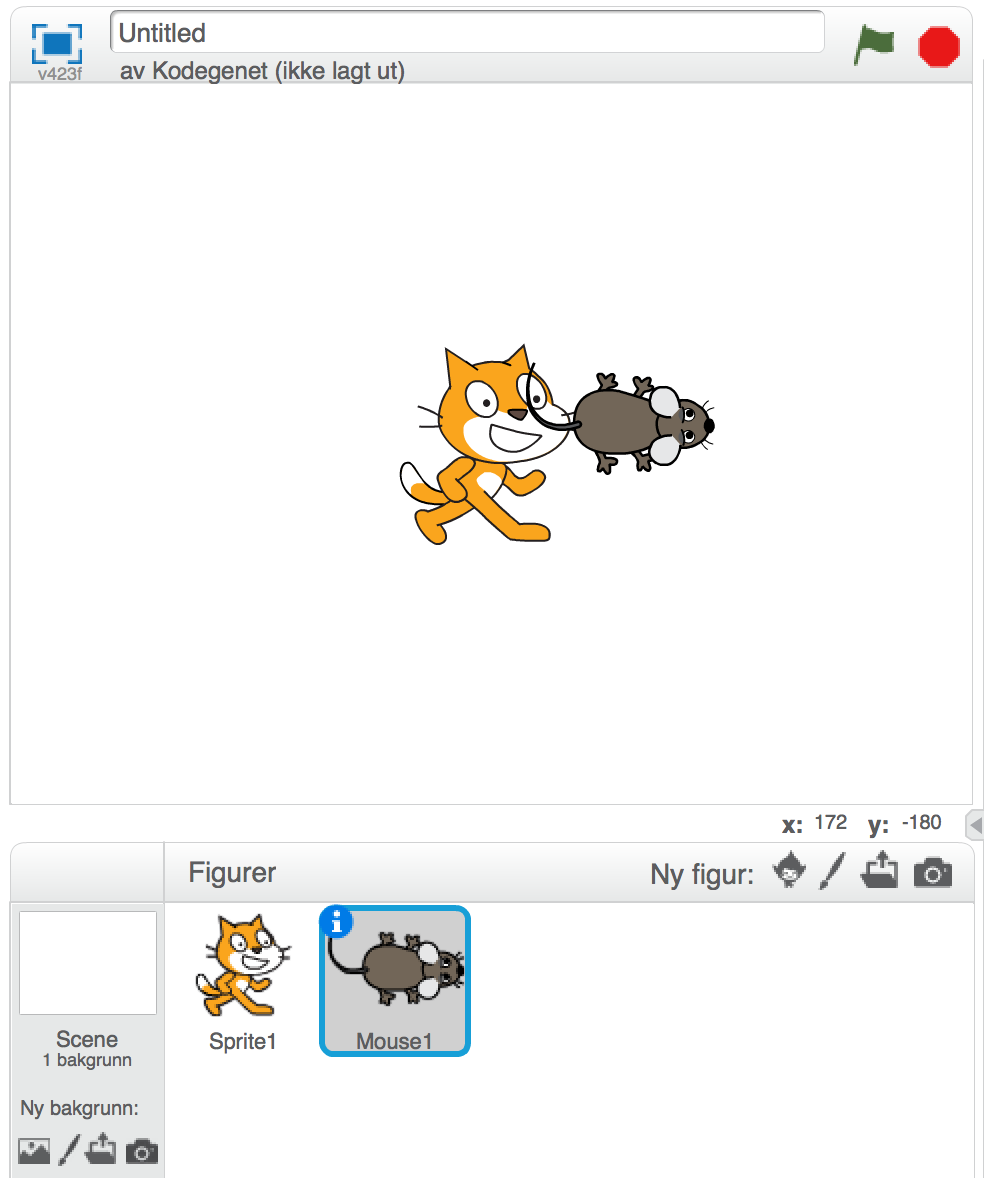 Untitled
v423f
av Kodegenet (ikke lagt ut)
x: 172 y: -180
Figurer
Ny figur:
Sprite1
Mouse1
Scene
1 bakgrunn
Ny bakgrunn: